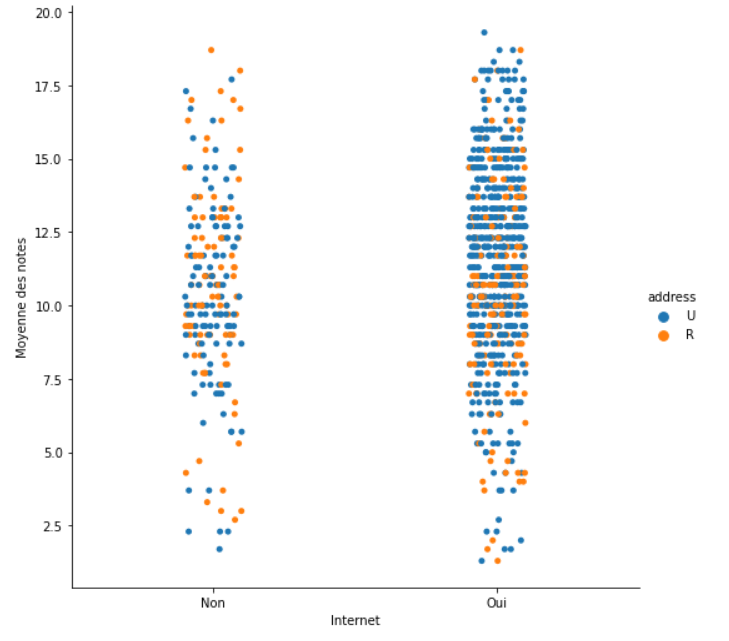 20.0
17.5
15.0
12.5
10.0
7.5
5.0
2.5
Moyenne des notes
Non
Oui
Internet
address
U
R